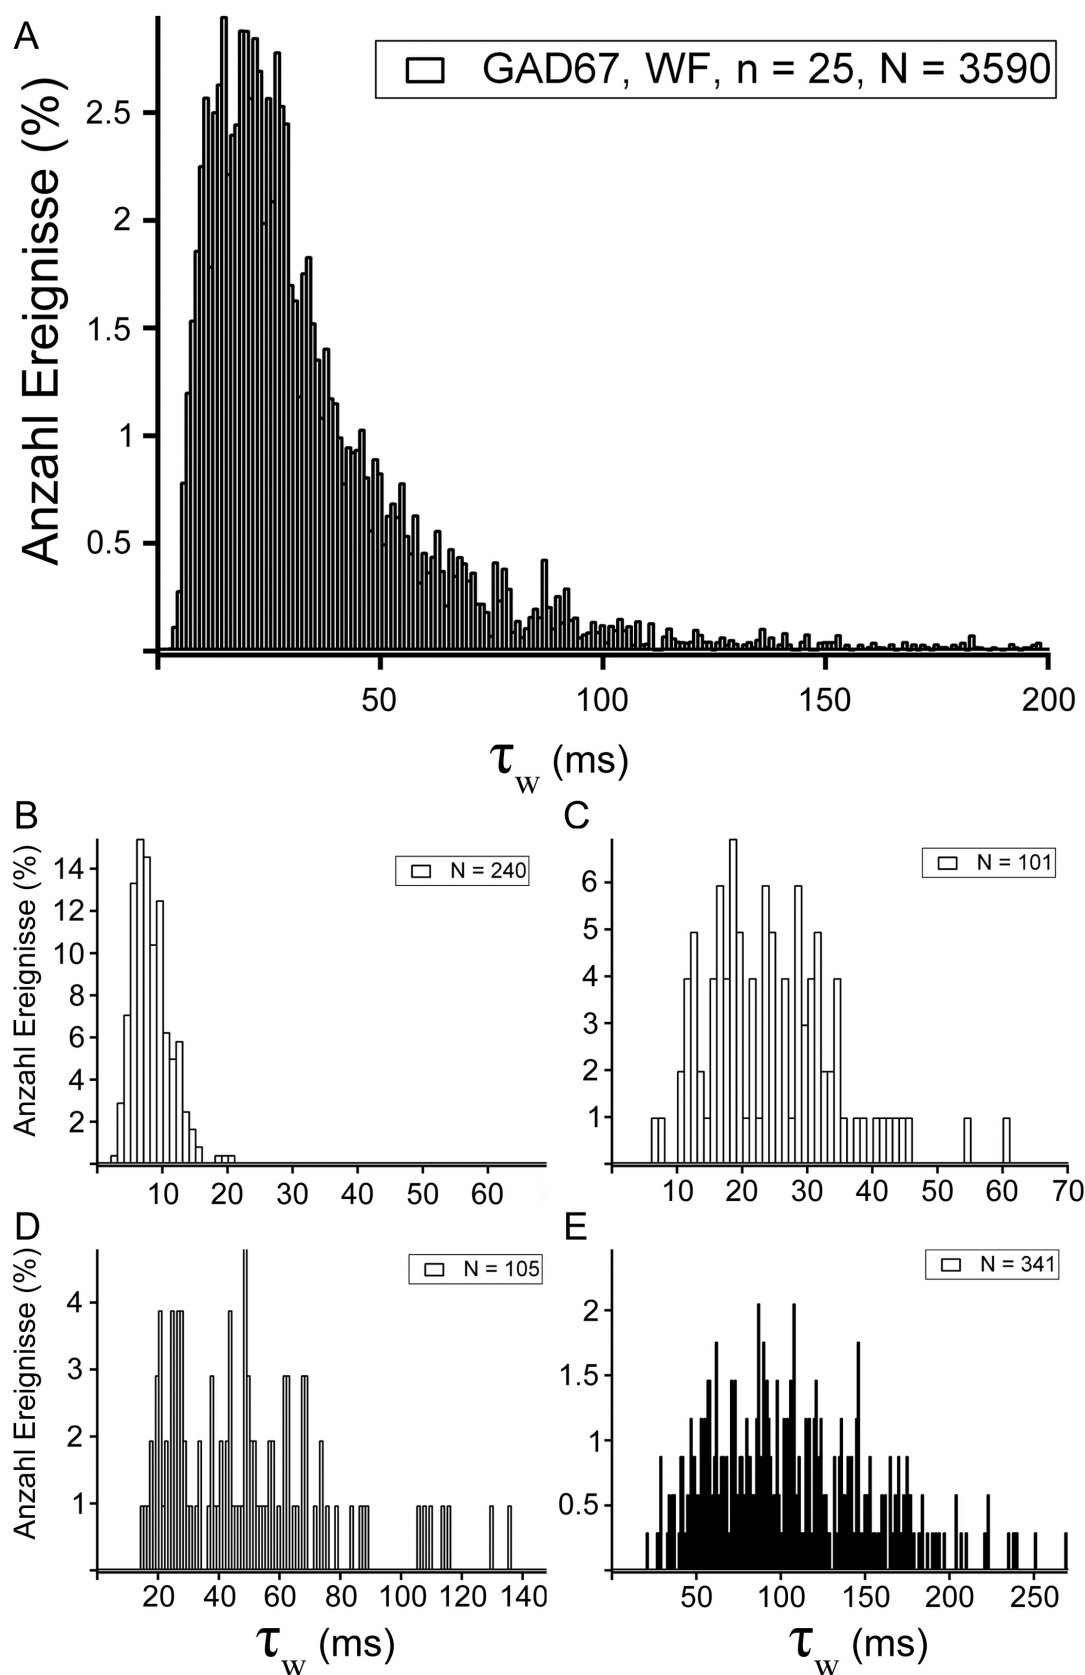 A
GAD67, WF, n = 25, N = 3590
Anzahl Ereignisse (%)
2.5
2
1.5
1
0.5
50 100 150 200
τw (ms)
B
N = 240
Anzahl Ereignisse (%)
14
12
10
8
6
4
2
10 20 30 40 50 60
C
N = 101
6
5
4
3
2
1
10 20 30 40 50 60 70
D
N = 105
Anzahl Ereignisse (%)
4
3
2
1
20 40 60 80 100 120 140
τw (ms)
E
N = 341
2
1.5
1
0.5
50 100 150 200 250
τw (ms)